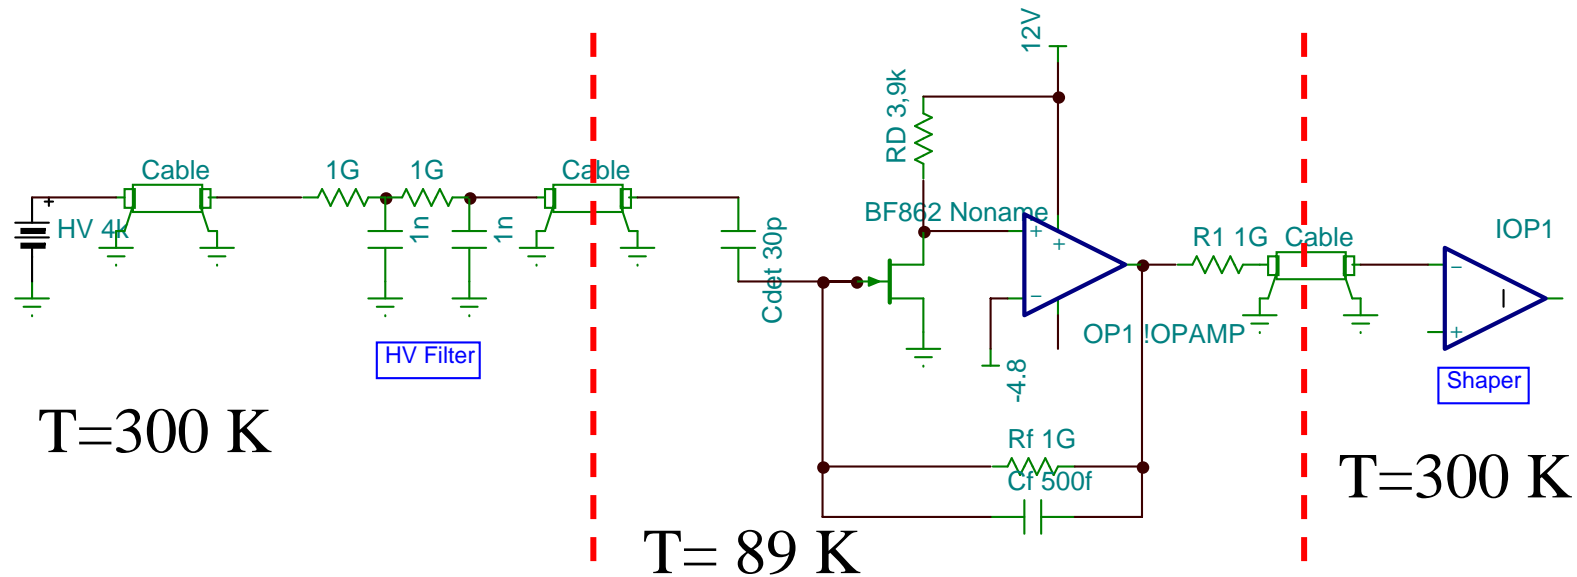 12V
RD 3,9k
Cable
1G
1G
Cable
BF862 Noname
HV 4k
1n
1n
Cdet 30p
R1 1G
Cable
IOP1
OP1 !OPAMP
HV Filter
-4.8
Shaper
T=300 K
Rf 1G
Cf 500f
T=300 K
T= 89 K